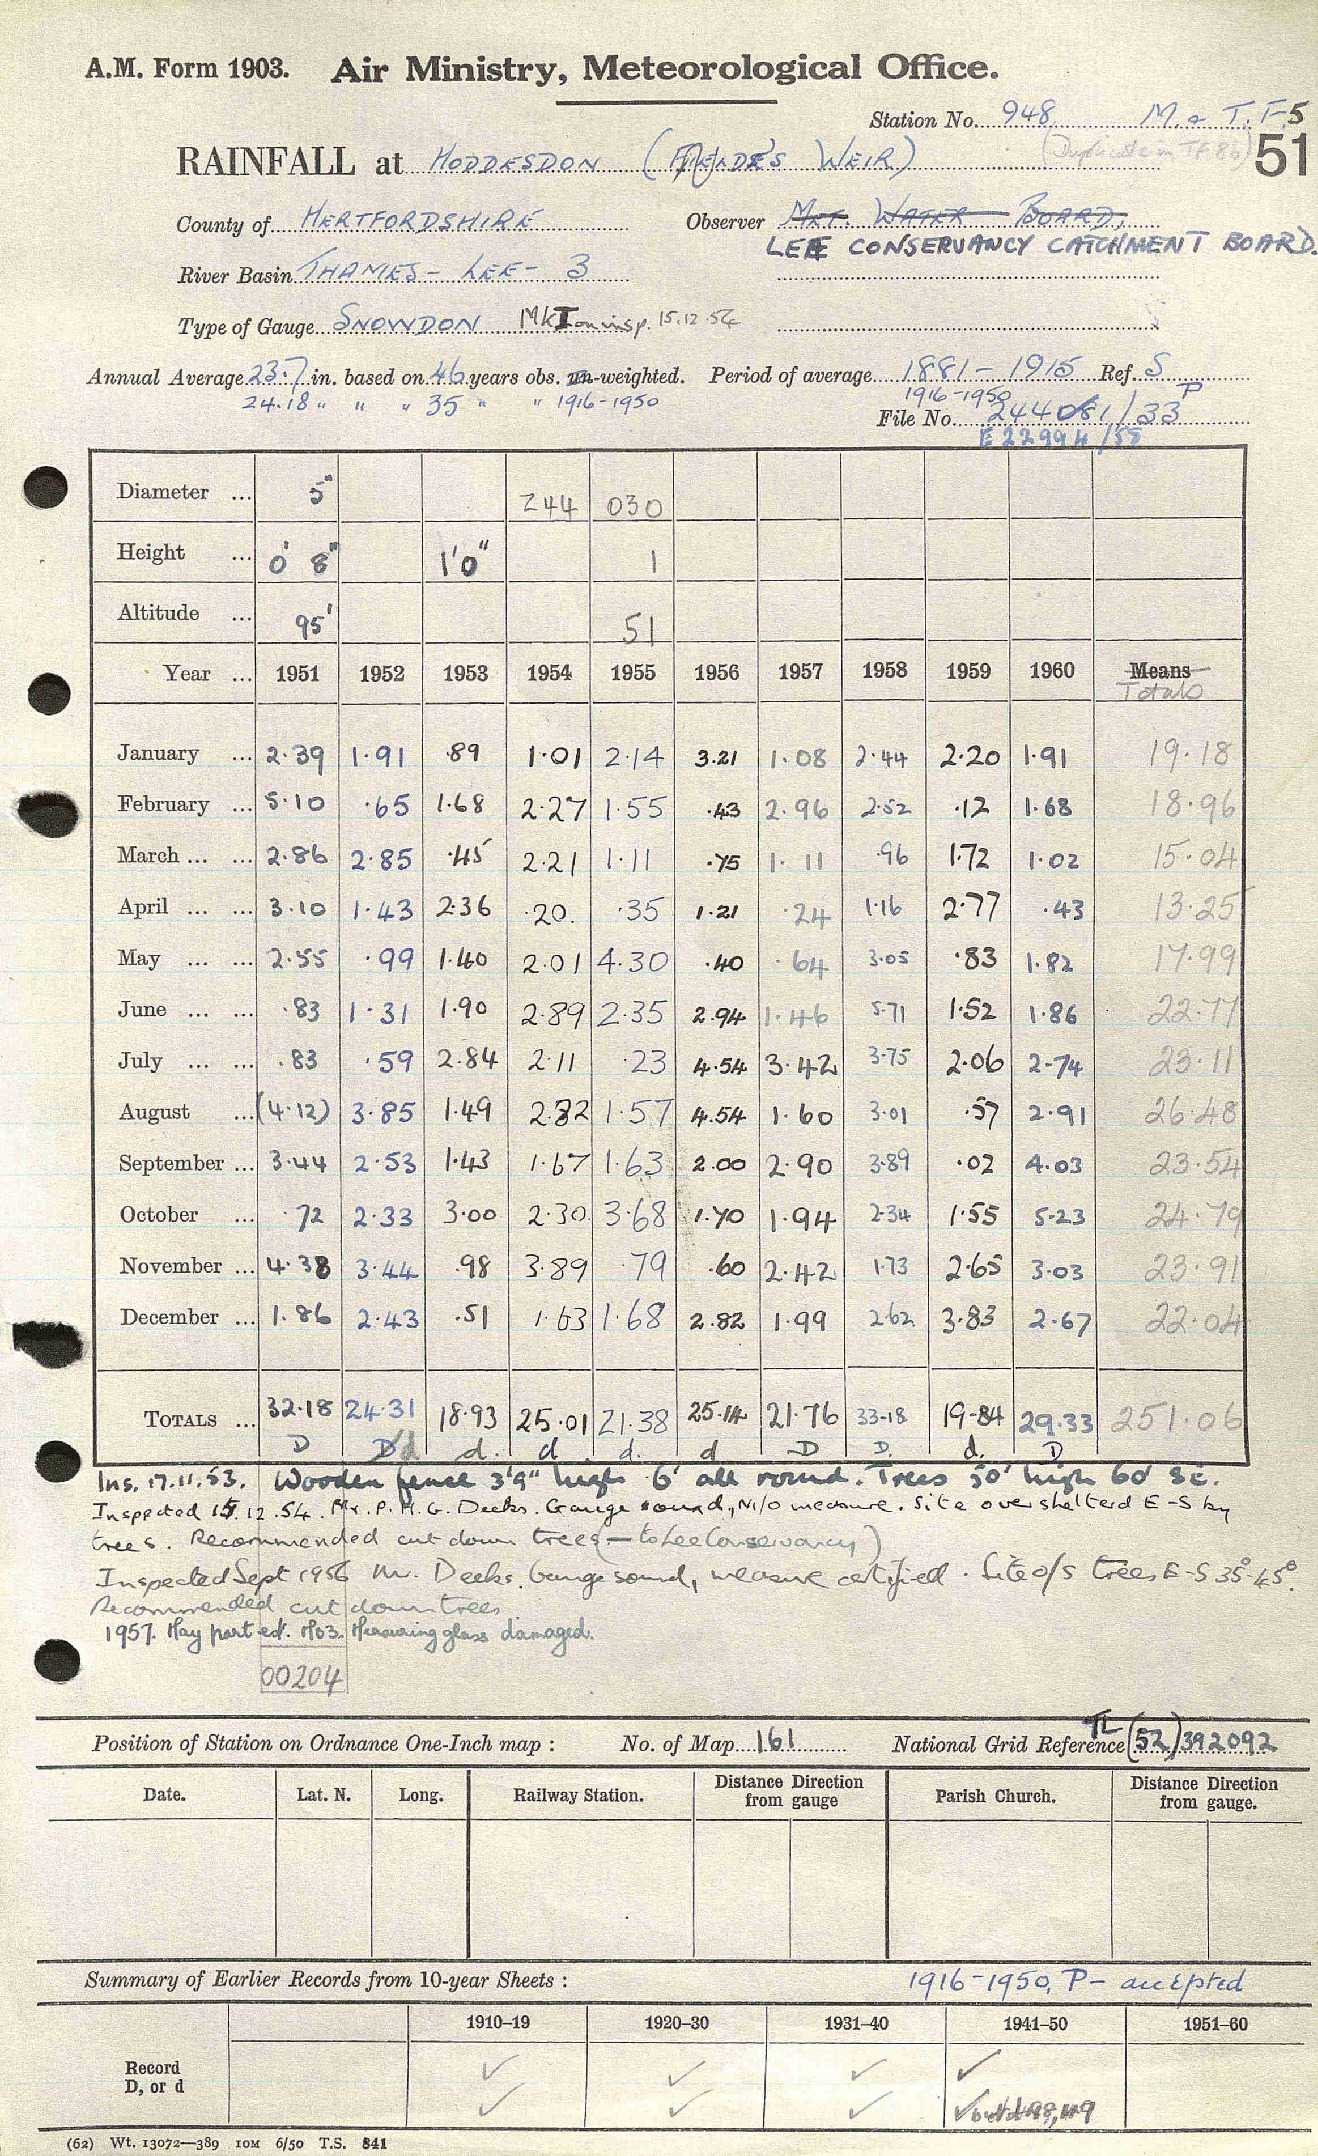 A.M. Form 1903. Air Ministry, Meteorological Office.
Station No. 948 M. & T.F. 5
RAINFALL at HODDESDON (FEILDE'S WEIR) (Duplicate in TF 86) 51
County of HERTFORDSHIRE Observer MET. WATER BOARD,
LEE CONSERVANCY CATCHMENT BOARD.
River Basin THAMES - LEE - 3
Type of Gauge SNOWDON Mk I on insp. 15.12.54
Annual Average 23.7 in. based on 46 years obs. un-weighted. Period of average 1881 - 1915 Ref. S
24.18 " " " 35 " " 1916-1950 1916-1950 P
File No. 244081/33
E 22994/55
Diameter ... 5" 244 030
Height ... 0' 8" 1'0" 1
Altitude ... 95' 51
Year ... 1951 1952 1953 1954 1955 1956 1957 1958 1959 1960 Means
Totals
January ... 2.39 1.91 .89 1.01 2.14 3.21 1.08 2.44 2.20 1.91 19.18
February ... 5.10 .65 1.68 2.27 1.55 .43 2.96 2.52 .12 1.68 18.96
March ... ... 2.86 2.85 .45 2.21 1.11 .75 1.11 .96 1.72 1.02 15.04
April ... ... 3.10 1.43 2.36 .20 .35 1.21 .24 1.16 2.77 .43 13.25
May ... ... 2.55 .99 1.40 2.01 4.30 .40 .64 3.05 .83 1.82 17.99
June ... ... .83 1.31 1.90 2.89 2.35 2.94 1.46 5.71 1.52 1.86 22.77
July ... ... .83 .59 2.84 2.11 .23 4.54 3.42 3.75 2.06 2.74 23.11
August ... (4.12) 3.85 1.49 2.82 1.57 4.54 1.60 3.01 .57 2.91 26.48
September ... 3.44 2.53 1.43 1.67 1.63 2.00 2.90 3.89 .02 4.03 23.54
October ... .72 2.33 3.00 2.30 3.68 1.70 1.94 2.34 1.55 5.23 24.79
November ... 4.38 3.44 .98 3.89 .79 .60 2.42 1.73 2.65 3.03 23.91
December ... 1.86 2.43 .51 1.63 1.68 2.82 1.99 2.62 3.83 2.67 22.04
TOTALS ... 32.18 24.31 18.93 25.01 21.38 25.14 21.76 33.18 19.84 29.33 251.06
D D d d. d d. d D D. d. D
Ins. 17.11.53. Wooden fence 3'9" high 6' all round. Trees 50' high 60' SE.
Inspected 15.12.54. Mr. P.H.G. Deeks. Gauge sound, N/o measure. Site over sheltered E-S by
trees. Recommended cut down trees (- to Lee Conservancy)
Inspected Sept 1956 Mr. Deeks. Gauge sound, measure certified. Site o/s trees E-S 35°-45°.
Recommended cut down trees
1957. May part est. M03. Measuring glass damaged.
00204
Position of Station on Ordnance One-Inch map : No. of Map 161 National Grid Reference TL (52) 392092
Date. Lat. N. Long. Railway Station. Distance Direction from gauge Parish Church. Distance Direction from gauge.
Summary of Earlier Records from 10-year Sheets : 1916-1950, P - accepted
1910–19 1920–30 1931–40 1941–50 1951–60
Record ✓ ✓ ✓ ✓
D, or d ✓ ✓ ✓ ✓
(62) Wt. 13072—389 10M 6/50 T.S. 841